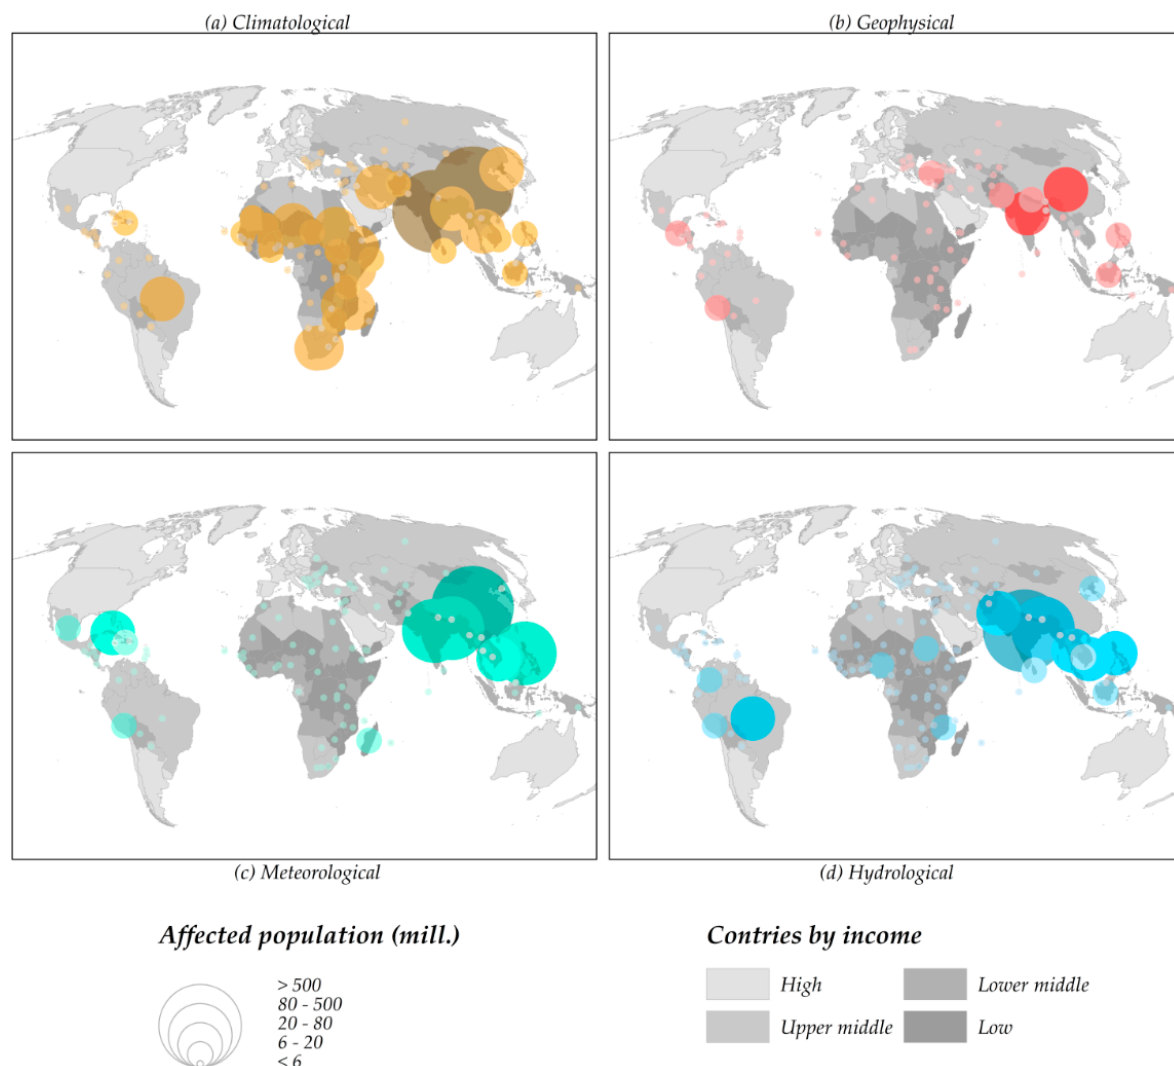 (a) Climatological
(b) Geophysical
(c) Meteorological
(d) Hydrological
Affected population (mill.)
> 500
80 - 500
20 - 80
6 - 20
< 6
Contries by income
High
Lower middle
Upper middle
Low